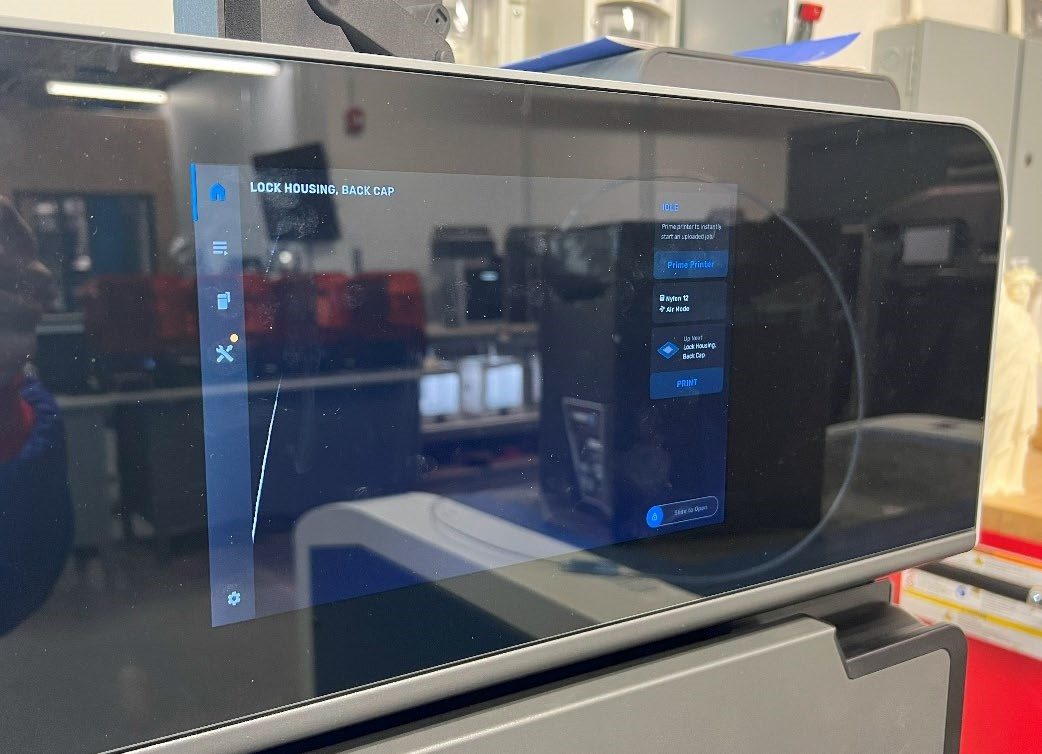 LOCK HOUSING, BACK CAP
IDLE
Prime printer to instantly
start an uploaded job!
Prime Printer
Nylon 12
Air Mode
Up Next
Lock Housing,
Back Cap
PRINT
Slide to Open